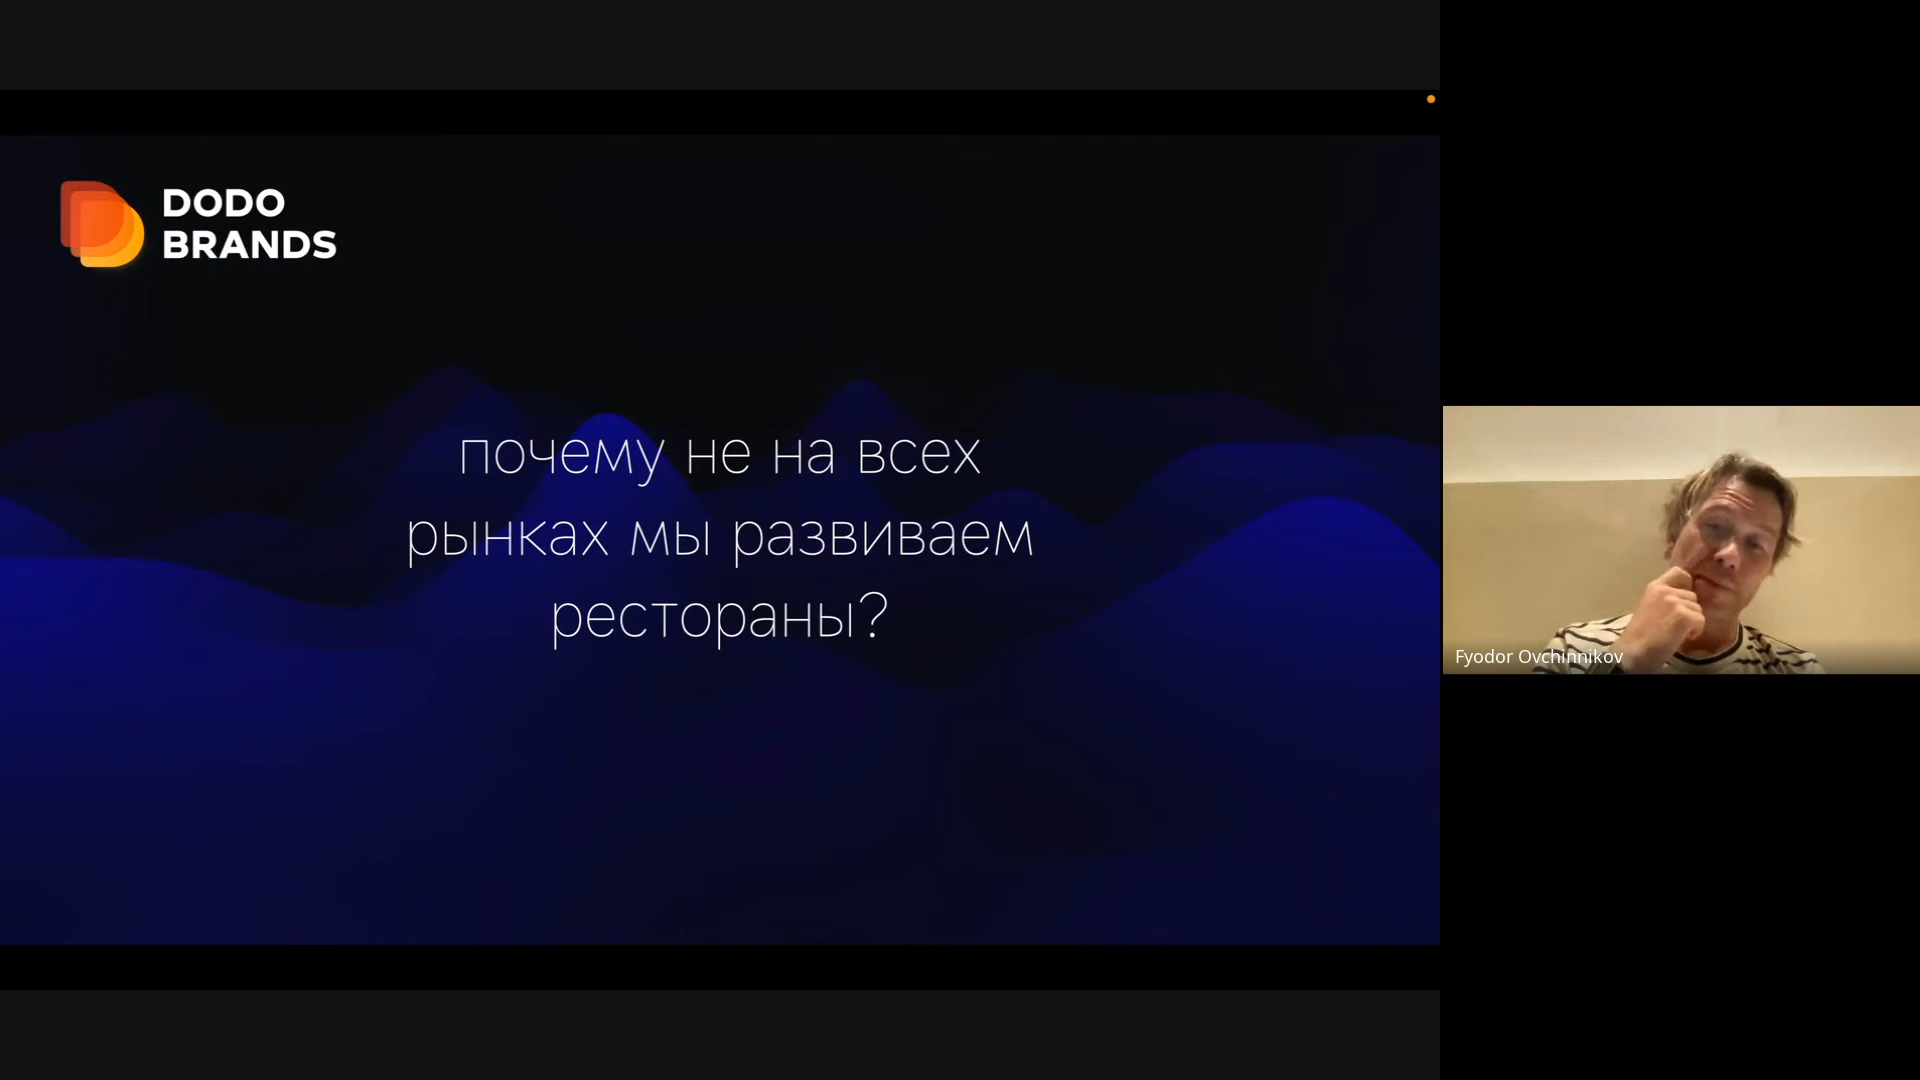 DODO
BRANDS
почему не на всех
рынках мы развиваем
рестораны?
Fyodor Ovchinnikov